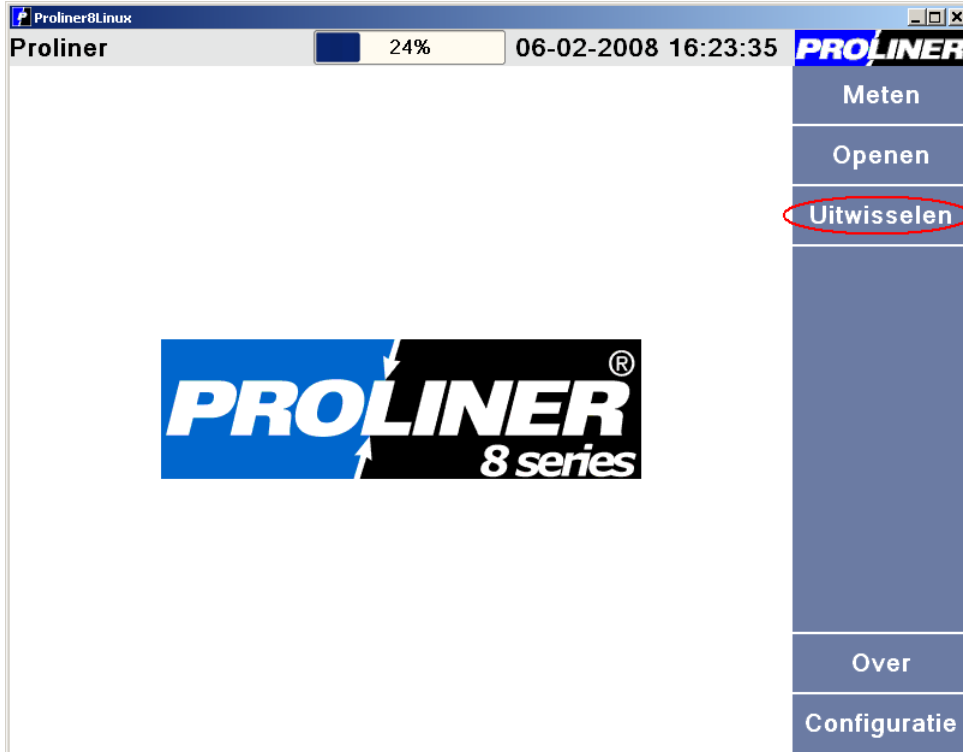 Proliner8Linux
Proliner 24% 06-02-2008 16:23:35 PROLINER
Meten
Openen
Uitwisselen
PROLINER®
8 series
Over
Configuratie